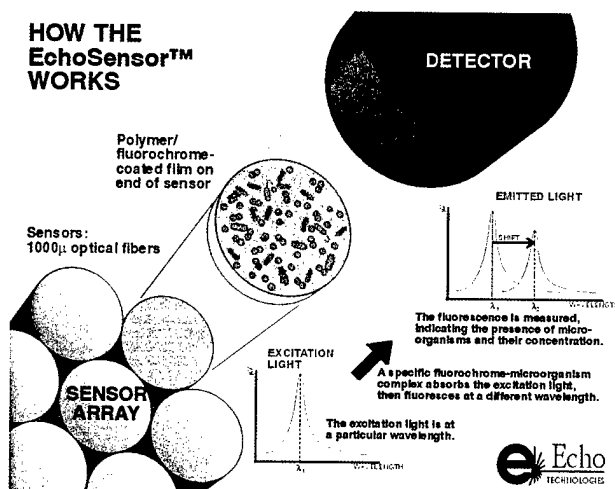 HOW THE
EchoSensor™
WORKS
DETECTOR
Polymer/
fluorochrome-
coated film on
end of sensor
Sensors:
1000μ optical fibers
SENSOR
ARRAY
EMITTED LIGHT
SHIFT
λ₁
λ₂
WAVELENGTH
The fluorescence is measured,
indicating the presence of micro-
organisms and their concentration.
EXCITATION
LIGHT
λ₁
WAVELENGTH
A specific fluorochrome-microorganism
complex absorbs the excitation light,
then fluoresces at a different wavelength.
The excitation light is at
a particular wavelength.
e Echo
TECHNOLOGIES